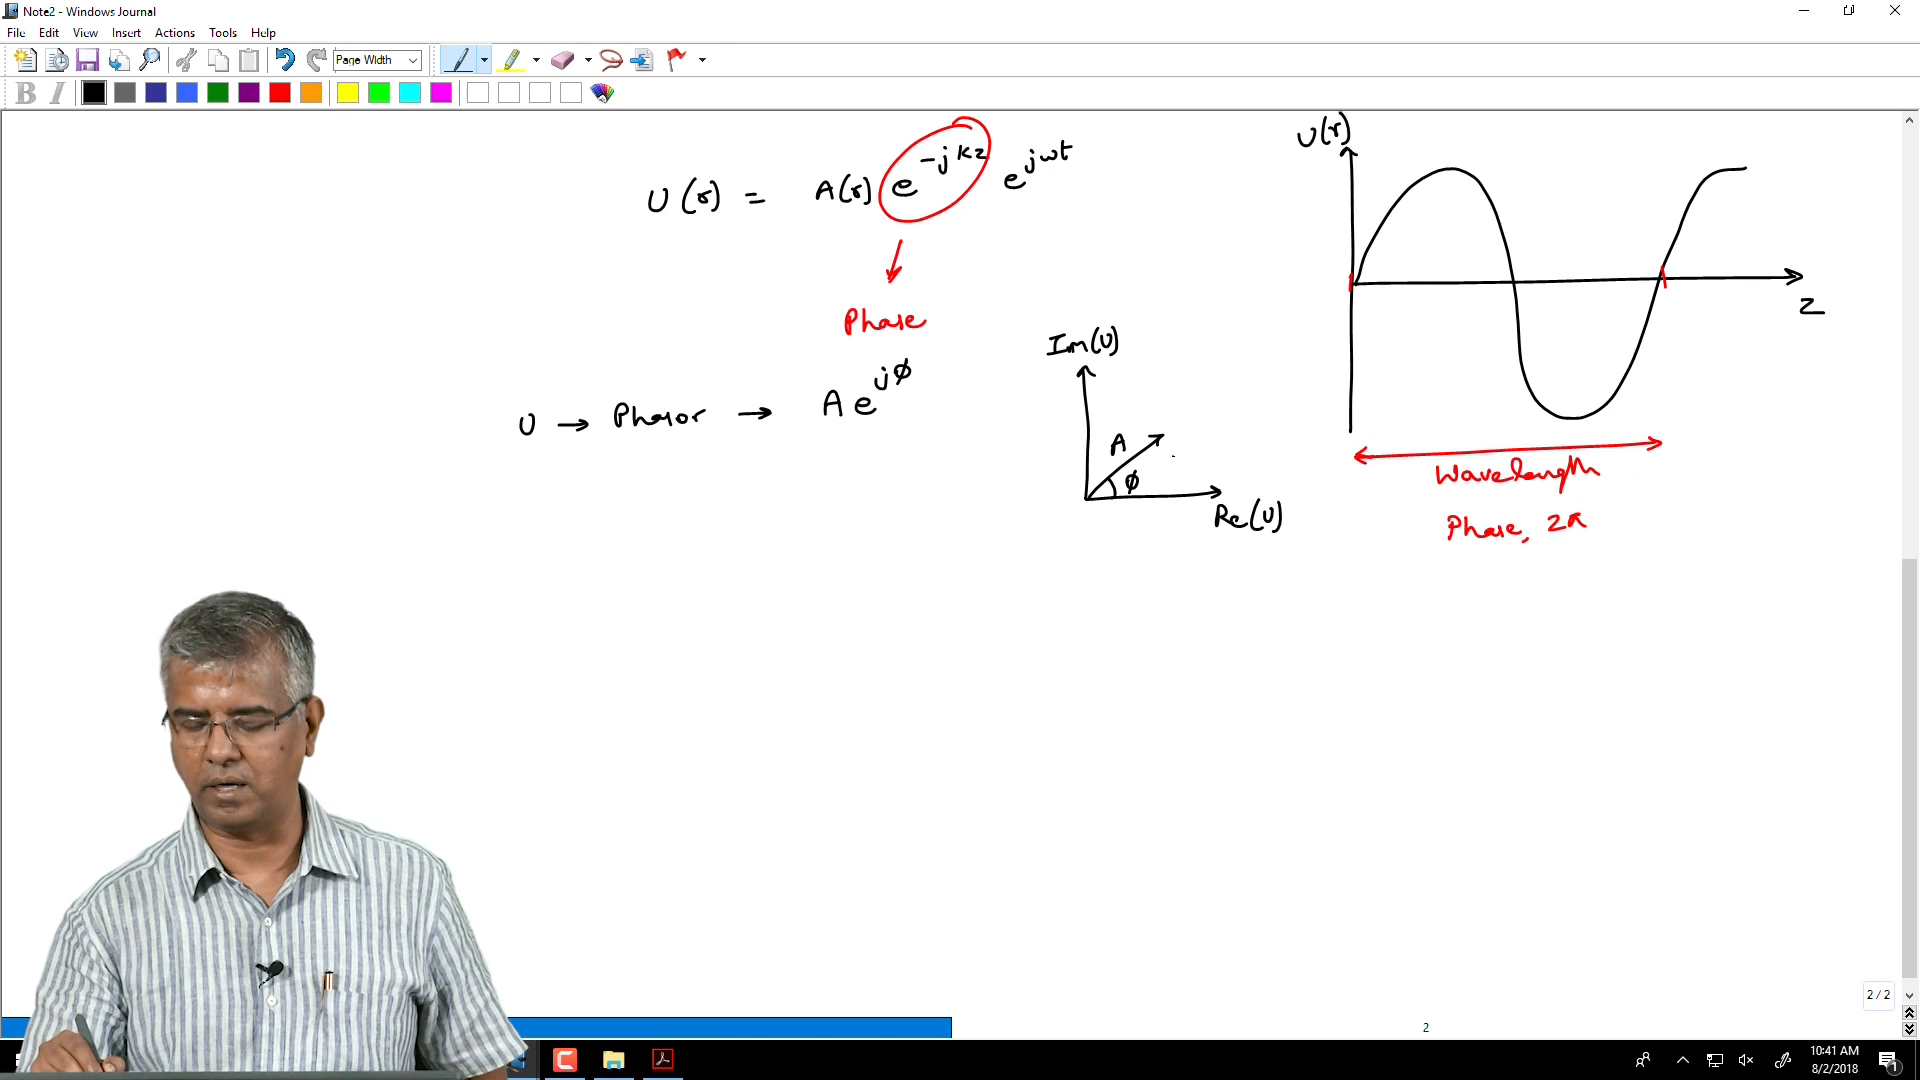 Note2 - Windows Journal
File Edit View Insert Actions Tools Help
Page Width
B I
U(r) = A(r) e^{-jkz} e^{jωt}
Phase
U → Phasor → A e^{jφ}
Im(U)
A
φ
Re(U)
U(r)
z
Wavelength
Phase, 2π
2 / 2
2
10:41 AM
8/2/2018
1